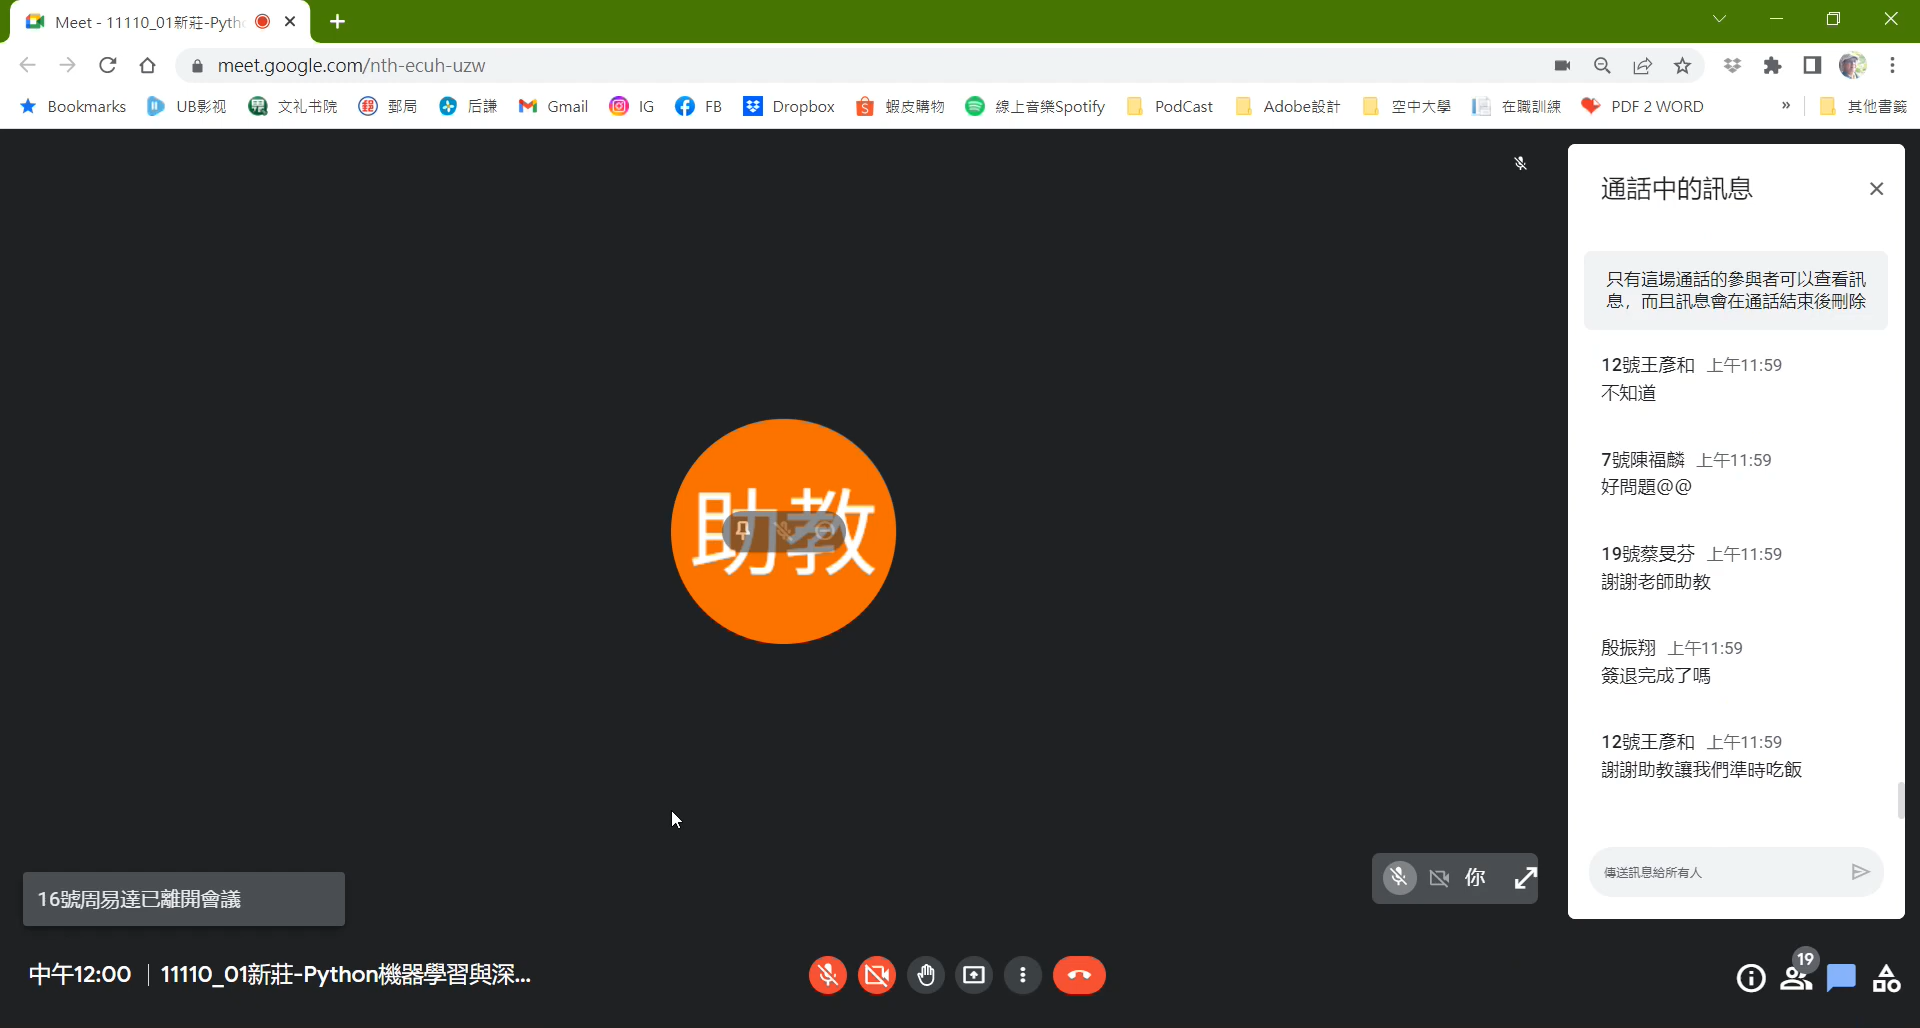 Meet - 11110_01新莊-Pyth
meet.google.com/nth-ecuh-uzw
Bookmarks UB影视 文礼书院 郵局 后謙 Gmail IG FB Dropbox 蝦皮購物 線上音樂Spotify PodCast Adobe設計 空中大學 在職訓練 PDF 2 WORD » 其他書籤
通話中的訊息
只有這場通話的參與者可以查看訊
息，而且訊息會在通話結束後刪除
12號王彥和 上午11:59
不知道
7號陳福麟 上午11:59
好問題@@
19號蔡旻芬 上午11:59
謝謝老師助教
殷振翔 上午11:59
簽退完成了嗎
12號王彥和 上午11:59
謝謝助教讓我們準時吃飯
傳送訊息給所有人
助教
你
16號周易達已離開會議
中午12:00 | 11110_01新莊-Python機器學習與深...
19